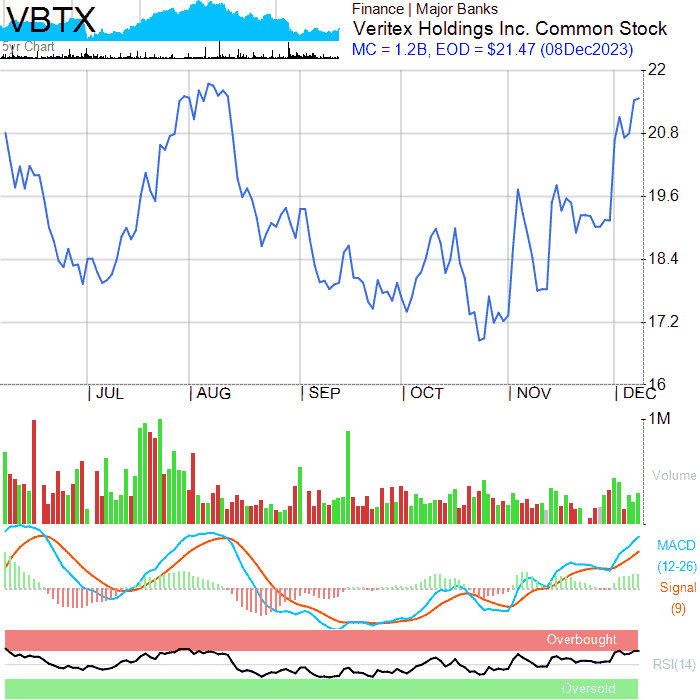 VBTX
5yr Chart
Finance | Major Banks
Veritex Holdings Inc. Common Stock
MC = 1.2B, EOD = $21.47 (08Dec2023)
22
20.8
19.6
18.4
17.2
16
JUL
AUG
SEP
OCT
NOV
DEC
1M
Volume
MACD
(12-26)
Signal
(9)
Overbought
RSI(14)
Oversold